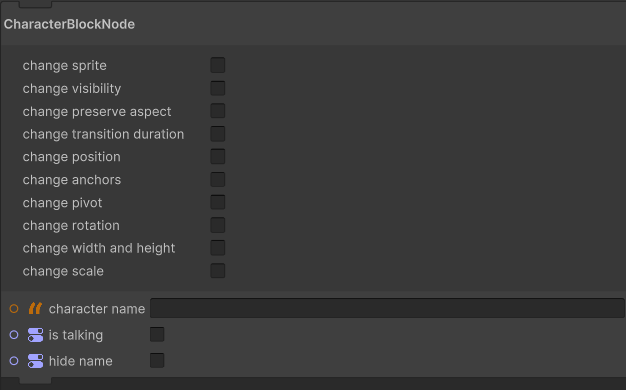 CharacterBlockNode
change sprite
change visibility
change preserve aspect
change transition duration
change position
change anchors
change pivot
change rotation
change width and height
change scale
character name
is talking
hide name